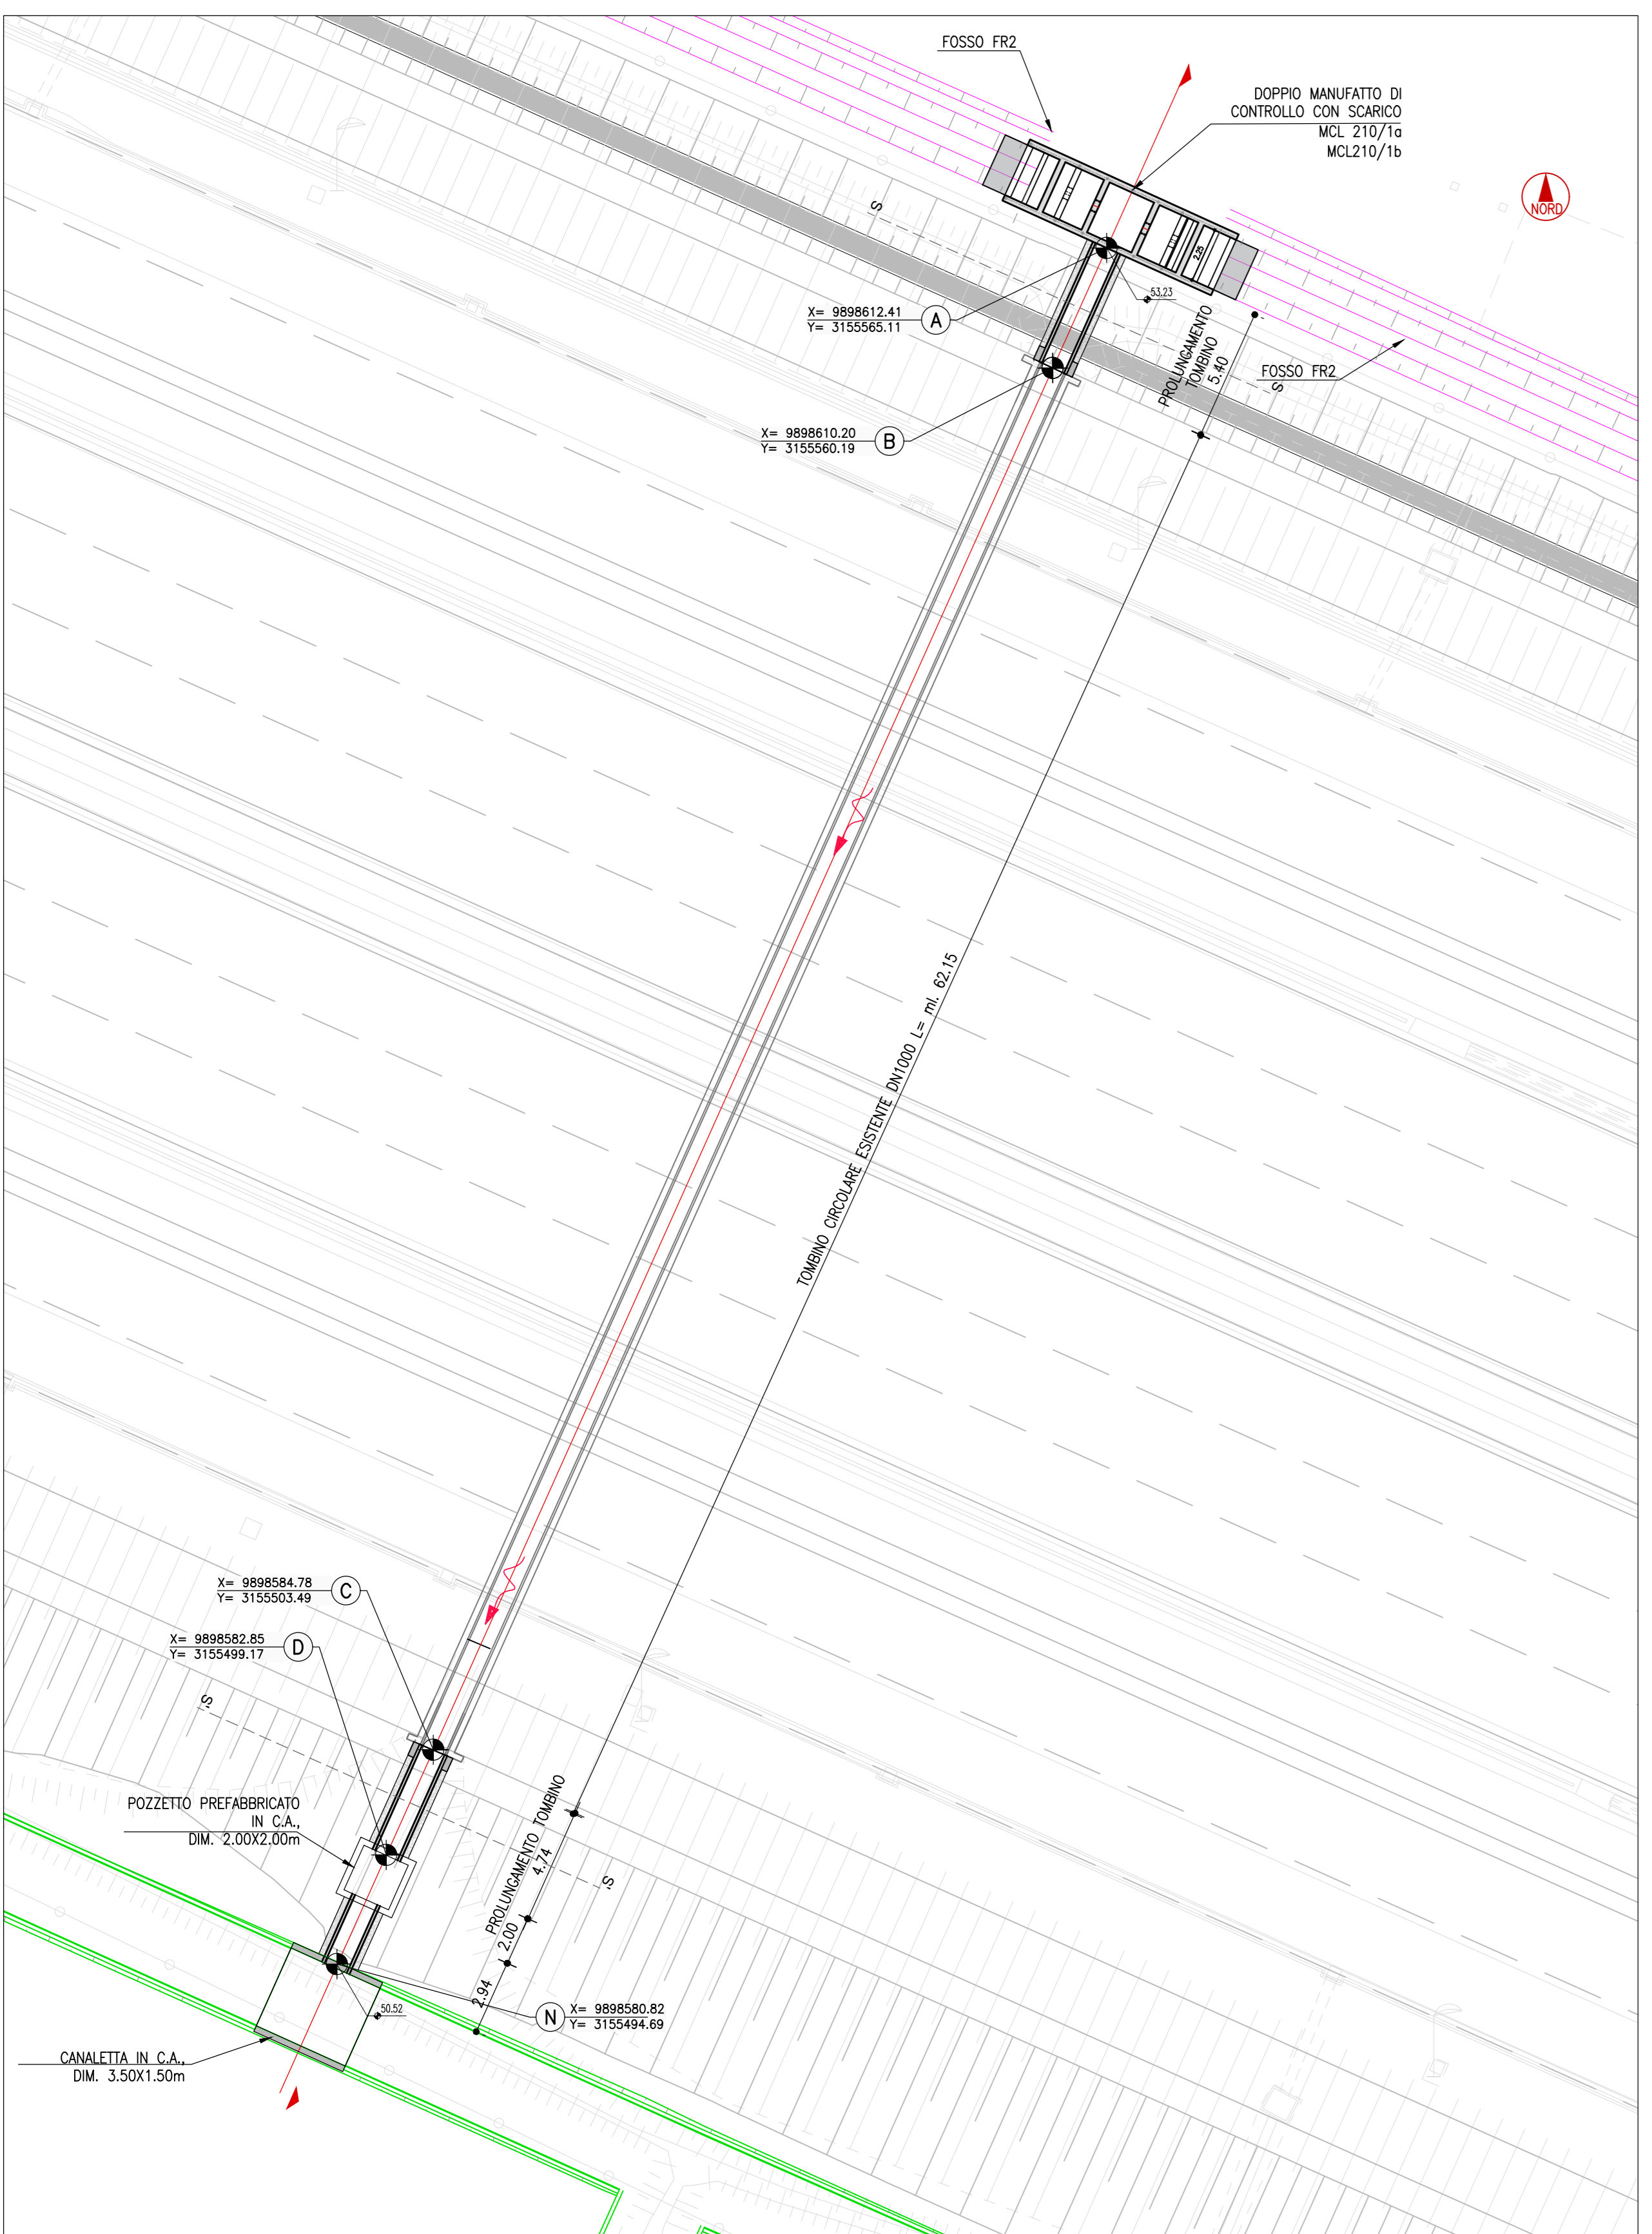 FOSSO FR2
DOPPIO MANUFATTO DI
CONTROLLO CON SCARICO
MCL 210/1a
MCL210/1b
NORD
S
2.25
53.23
X= 9898612.41
Y= 3155565.11
A
PROLUNGAMENTO
TOMBINO
5.40
FOSSO FR2
S
X= 9898610.20
Y= 3155560.19
B
TOMBINO CIRCOLARE ESISTENTE DN1000 L= ml. 62.15
X= 9898584.78
Y= 3155503.49
C
X= 9898582.85
Y= 3155499.17
D
S
POZZETTO PREFABBRICATO
IN C.A.,
DIM. 2.00X2.00m
PROLUNGAMENTO TOMBINO
4.74
S
2.00
2.94
50.52
N
X= 9898580.82
Y= 3155494.69
CANALETTA IN C.A.,
DIM. 3.50X1.50m